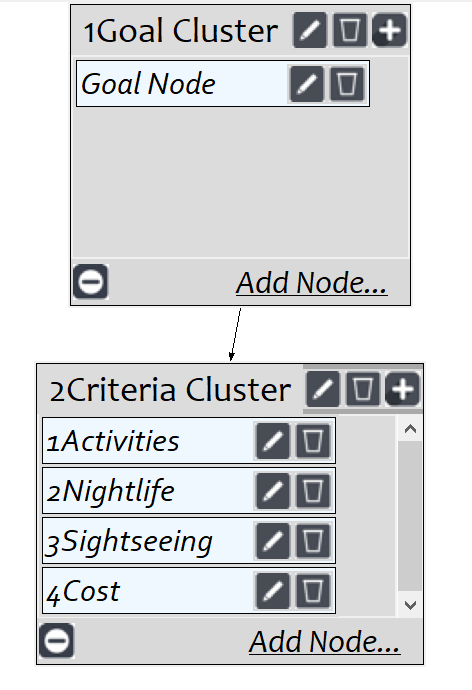 1Goal Cluster
Goal Node
Add Node...
2Criteria Cluster
1Activities
2Nightlife
3Sightseeing
4Cost
Add Node...